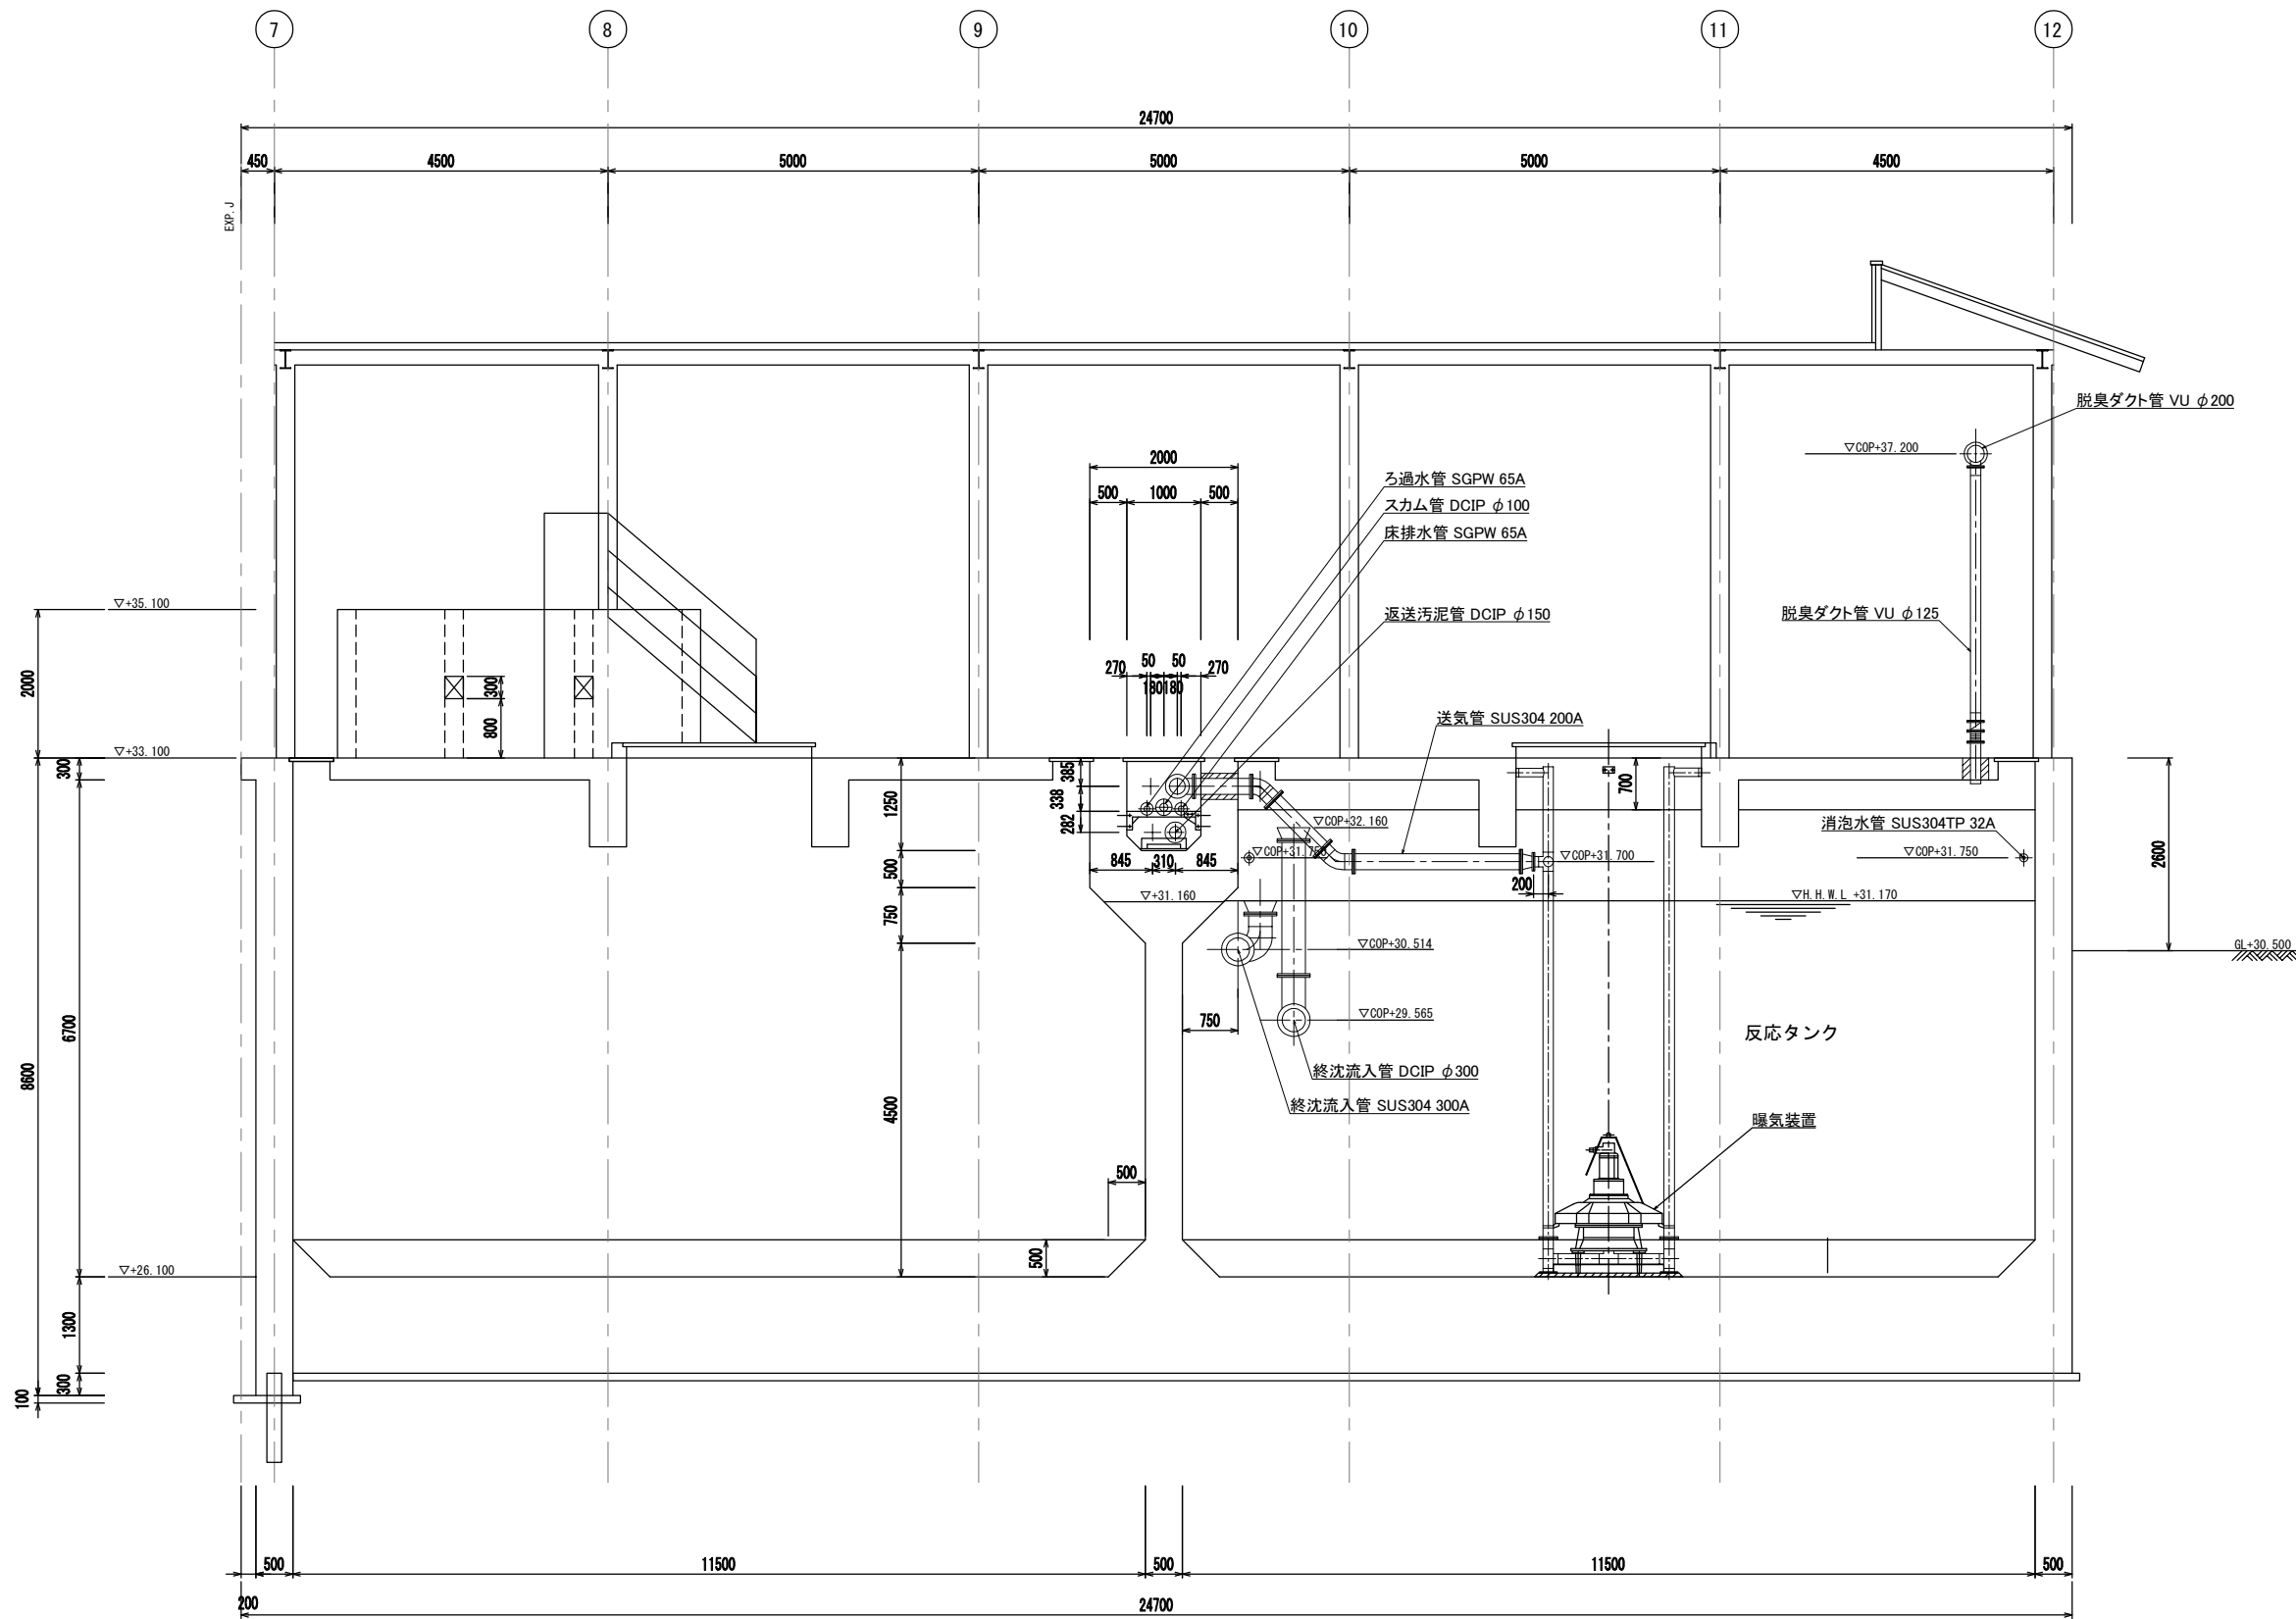 7 8 9 10 11 12
24700
450 4500 5000 5000 5000 4500
EXP. J
脱臭ダクト管 VU φ200
▽COP+37.200
2000
ろ過水管 SGPW 65A
500 1000 500
スカム管 DCIP φ100
床排水管 SGPW 65A
▽+35.100
返送汚泥管 DCIP φ150
脱臭ダクト管 VU φ125
270 50 50 270
180 180
2000
300
800
送気管 SUS304 200A
▽+33.100
300
385
700
338
1250
282
▽COP+32.160
消泡水管 SUS304TP 32A
▽COP+31.750
▽COP+31.700
▽COP+31.750
2600
845 310 845
500
200
▽+31.160
▽H.H.W.L +31.170
750
▽COP+30.514
GL+30.500
▽COP+29.565
750
反応タンク
6700
8600
終沈流入管 DCIP φ300
4500
終沈流入管 SUS304 300A
曝気装置
500
500
▽+26.100
1300
300
100
500 11500 500 11500 500
200
24700